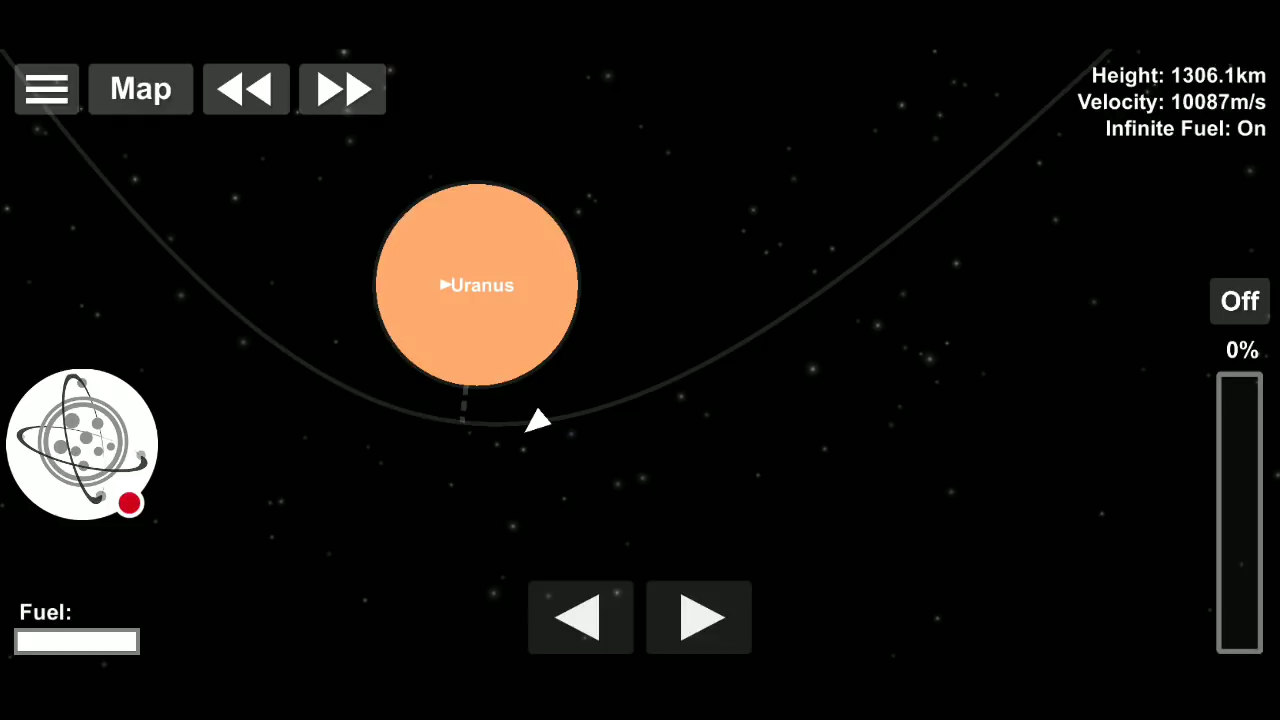 Map
Height: 1306.1km
Velocity: 10087m/s
Infinite Fuel: On
Uranus
Off
0%
Fuel: